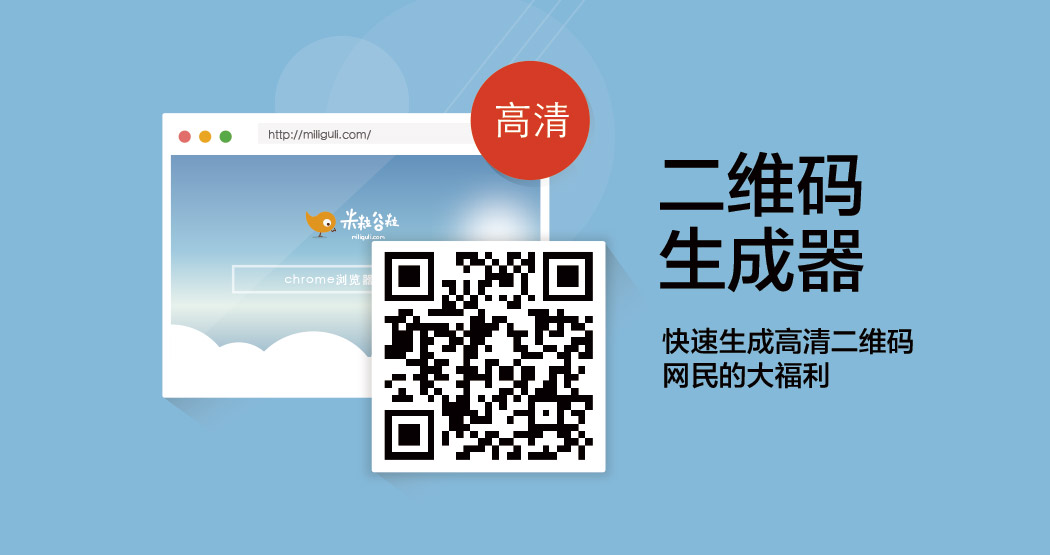 高清
http://miliguli.com/
米粒谷粒
miliguli.com
chrome浏览器
二维码
生成器
快速生成高清二维码
网民的大福利